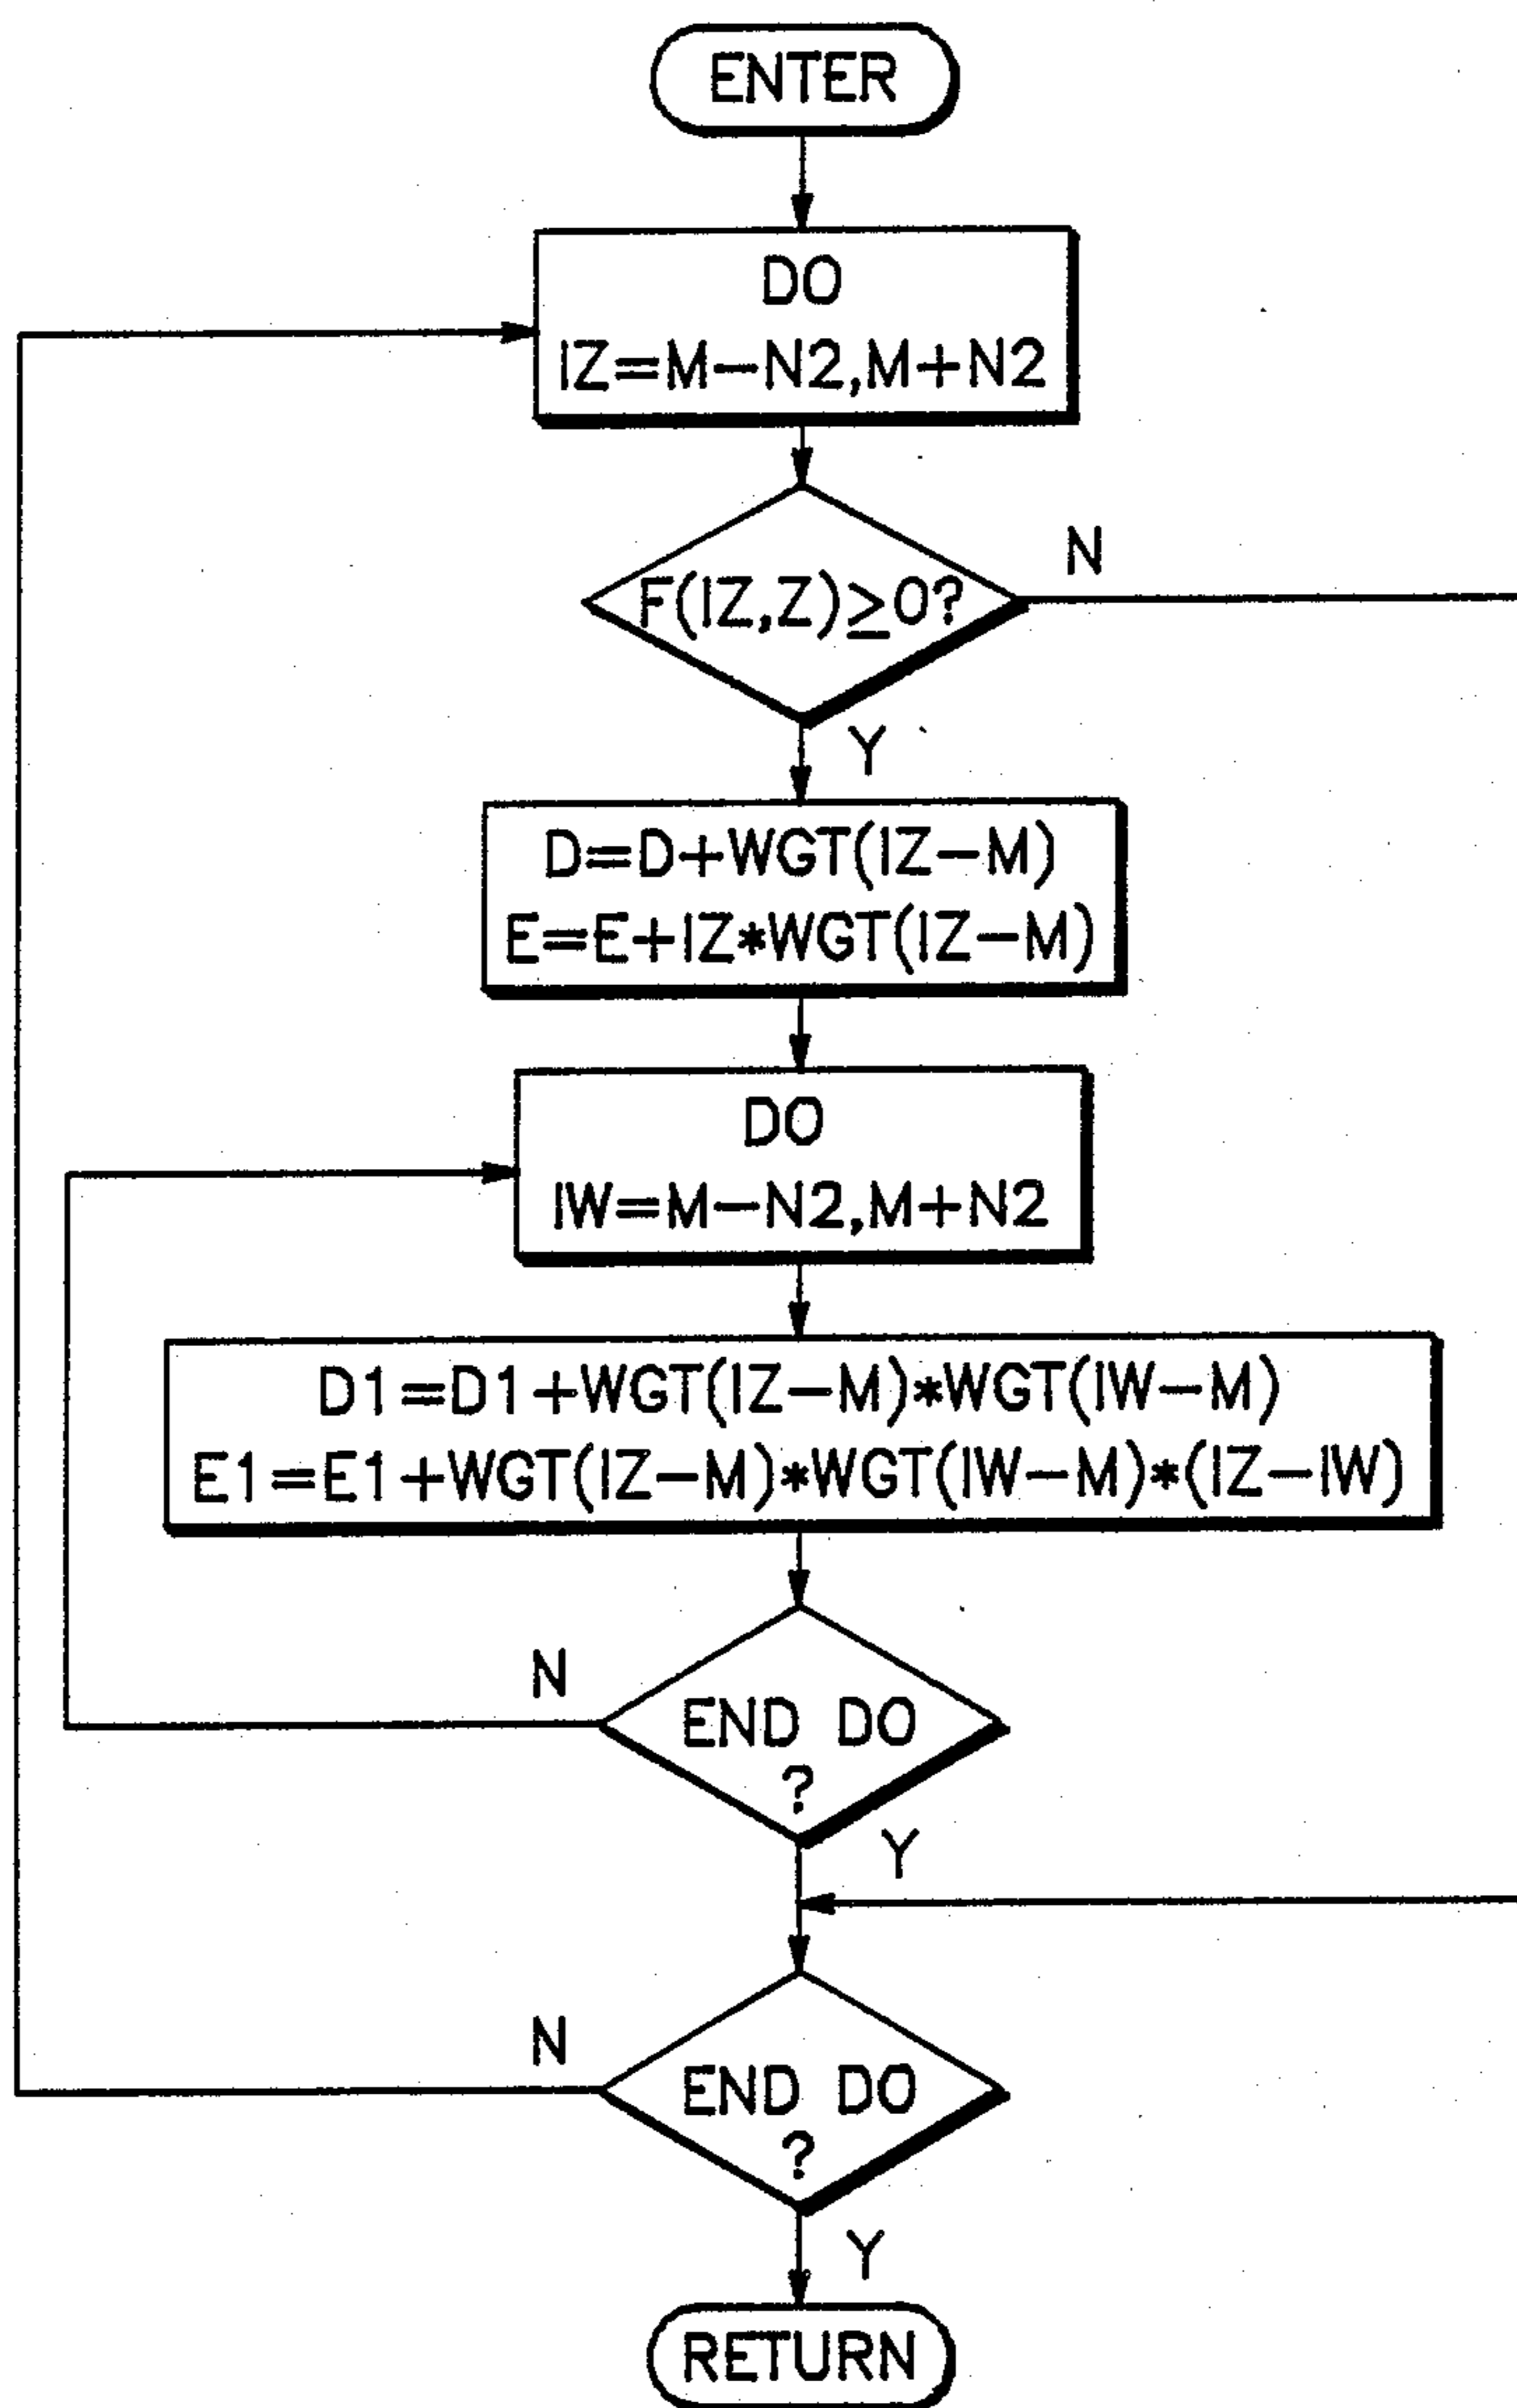 ENTER
DO
IZ=M-N2,M+N2
F(IZ,Z)≥0?
N
Y
D=D+WGT(IZ-M)
E=E+IZ*WGT(IZ-M)
DO
IW=M-N2,M+N2
D1=D1+WGT(IZ-M)*WGT(IW-M)
E1=E1+WGT(IZ-M)*WGT(IW-M)*(IZ-IW)
N
END DO
?
Y
N
END DO
?
Y
RETURN